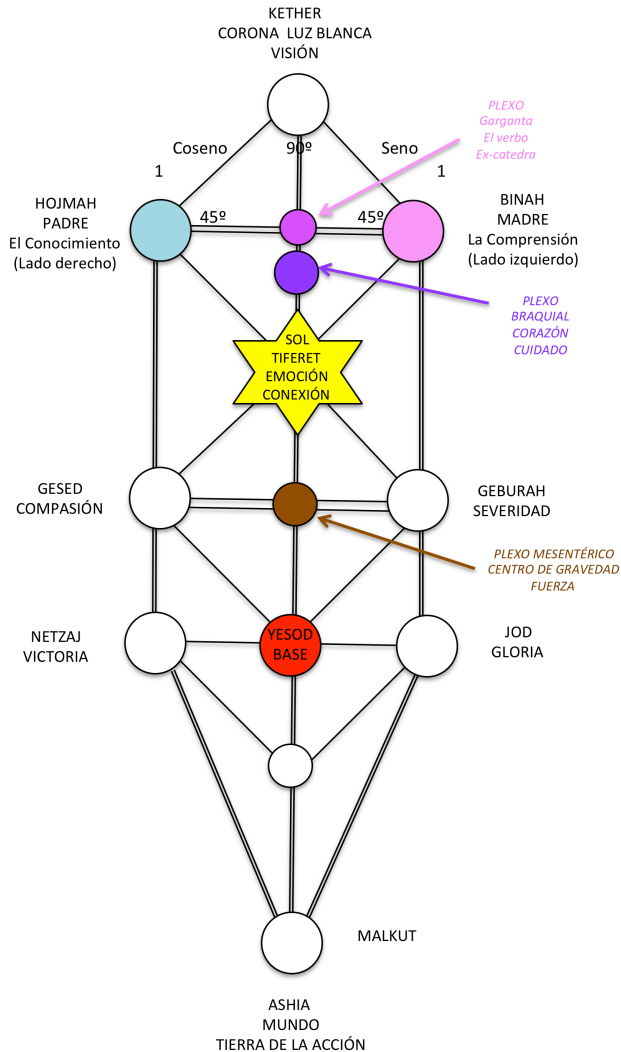 KETHER
CORONA  LUZ BLANCA
VISIÓN
PLEXO
Garganta
El verbo
Ex-catedra
Coseno
90º
Seno
1
1
HOJMAH
PADRE
El Conocimiento
(Lado derecho)
45º
45º
BINAH
MADRE
La Comprensión
(Lado izquierdo)
PLEXO
BRAQUIAL
CORAZÓN
CUIDADO
SOL
TIFERET
EMOCIÓN
CONEXIÓN
GESED
COMPASIÓN
GEBURAH
SEVERIDAD
PLEXO MESENTÉRICO
CENTRO DE GRAVEDAD
FUERZA
NETZAJ
VICTORIA
YESOD
BASE
JOD
GLORIA
MALKUT
ASHIA
MUNDO
TIERRA DE LA ACCIÓN